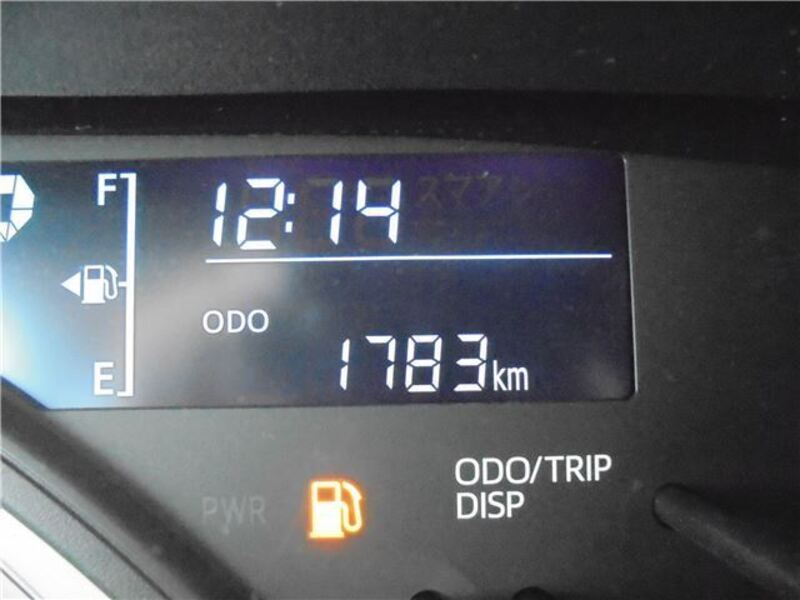 F
12:14
E
ODO
1783km
PWR
ODO/TRIP
DISP